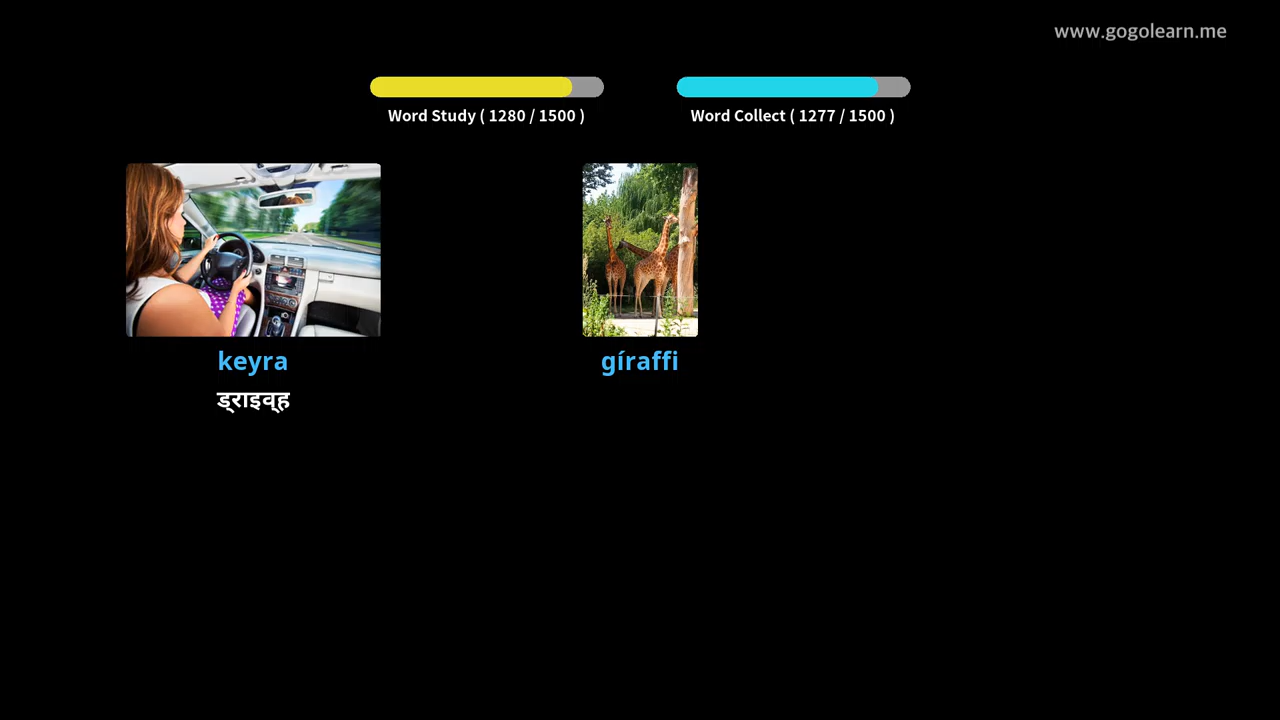 www.gogolearn.me
Word Study ( 1280 / 1500 )
Word Collect ( 1277 / 1500 )
keyra
gíraffi
ड्राइव्ह